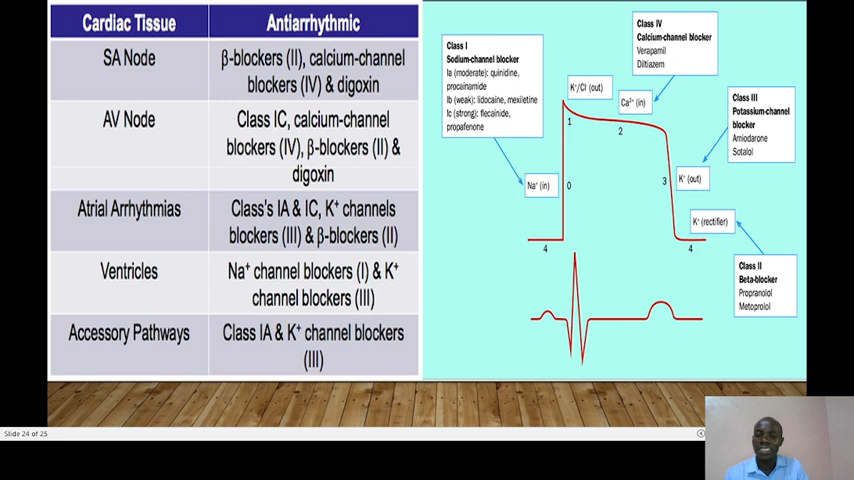 Cardiac Tissue
Antiarrhythmic
SA Node
β-blockers (II), calcium-channel
blockers (IV) & digoxin
AV Node
Class IC, calcium-channel
blockers (IV), β-blockers (II) &
digoxin
Atrial Arrhythmias
Class's IA & IC, K⁺ channels
blockers (III) & β-blockers (II)
Ventricles
Na⁺ channel blockers (I) & K⁺
channel blockers (III)
Accessory Pathways
Class IA & K⁺ channel blockers
(III)
Class I
Sodium-channel blocker
Ia (moderate): quinidine,
procainamide
Ib (weak): lidocaine, mexiletine
Ic (strong): flecainide,
propafenone
K⁺/Cl (out)
Class IV
Calcium-channel blocker
Verapamil
Diltiazem
Ca²⁺ (in)
Class III
Potassium-channel
blocker
Amiodarone
Sotalol
1
2
Na⁺ (in)
0
3
K⁺ (out)
K⁺ (rectifier)
4
4
Class II
Beta-blocker
Propranolol
Metoprolol
Slide 24 of 25